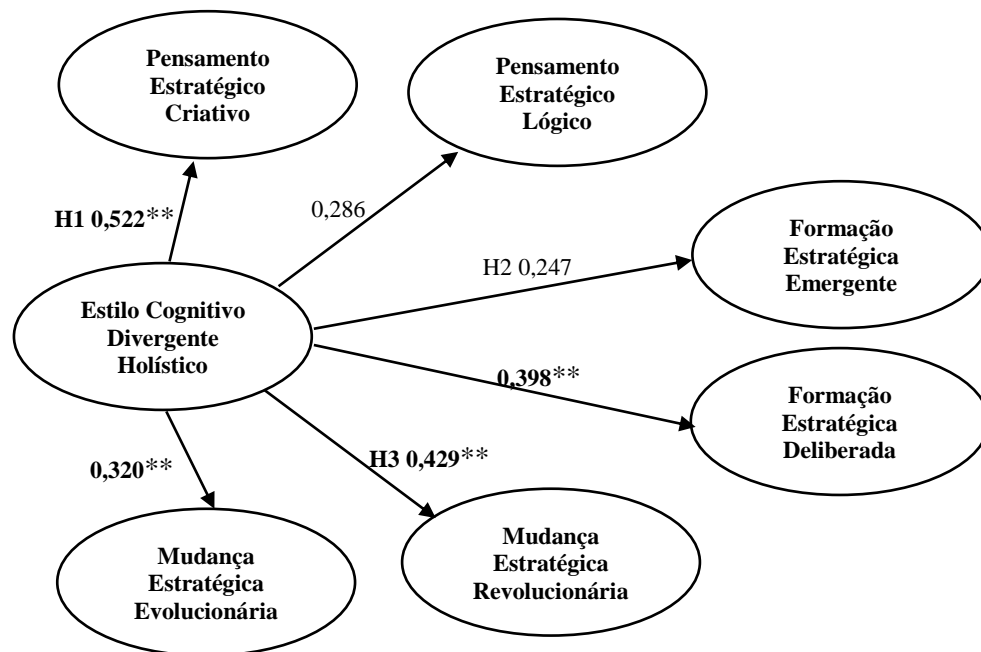 Pensamento
Estratégico
Criativo
Pensamento
Estratégico
Lógico
H1 0,522**
0,286
Formação
Estratégica
Emergente
H2 0,247
Estilo Cognitivo
Divergente
Holístico
0,398**
Formação
Estratégica
Deliberada
0,320**
H3 0,429**
Mudança
Estratégica
Evolucionária
Mudança
Estratégica
Revolucionária